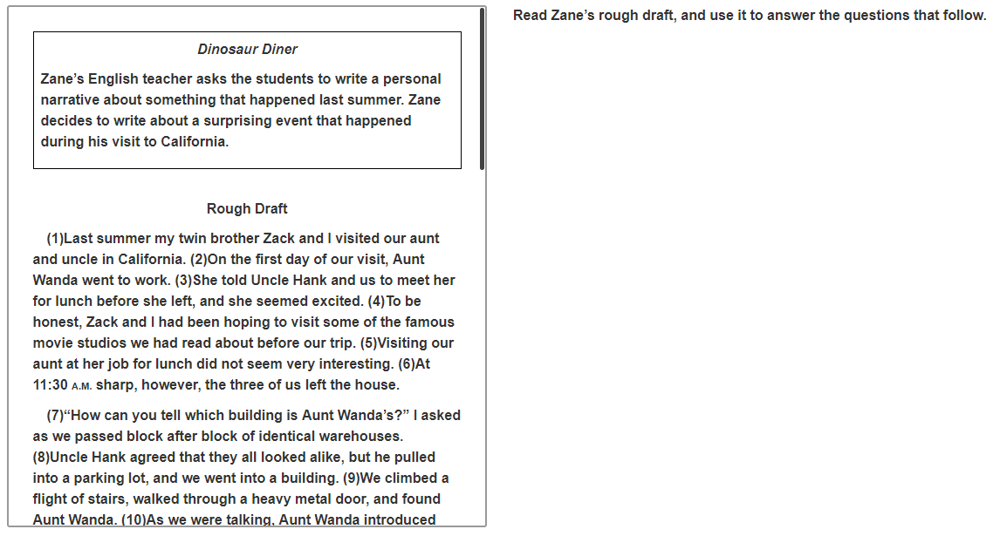 Dinosaur Diner
Zane’s English teacher asks the students to write a personal
narrative about something that happened last summer. Zane
decides to write about a surprising event that happened
during his visit to California.
Rough Draft
(1)Last summer my twin brother Zack and I visited our aunt
and uncle in California. (2)On the first day of our visit, Aunt
Wanda went to work. (3)She told Uncle Hank and us to meet her
for lunch before she left, and she seemed excited. (4)To be
honest, Zack and I had been hoping to visit some of the famous
movie studios we had read about before our trip. (5)Visiting our
aunt at her job for lunch did not seem very interesting. (6)At
11:30 A.M. sharp, however, the three of us left the house.
(7)“How can you tell which building is Aunt Wanda’s?” I asked
as we passed block after block of identical warehouses.
(8)Uncle Hank agreed that they all looked alike, but he pulled
into a parking lot, and we went into a building. (9)We climbed a
flight of stairs, walked through a heavy metal door, and found
Aunt Wanda. (10)As we were talking, Aunt Wanda introduced
Read Zane’s rough draft, and use it to answer the questions that follow.